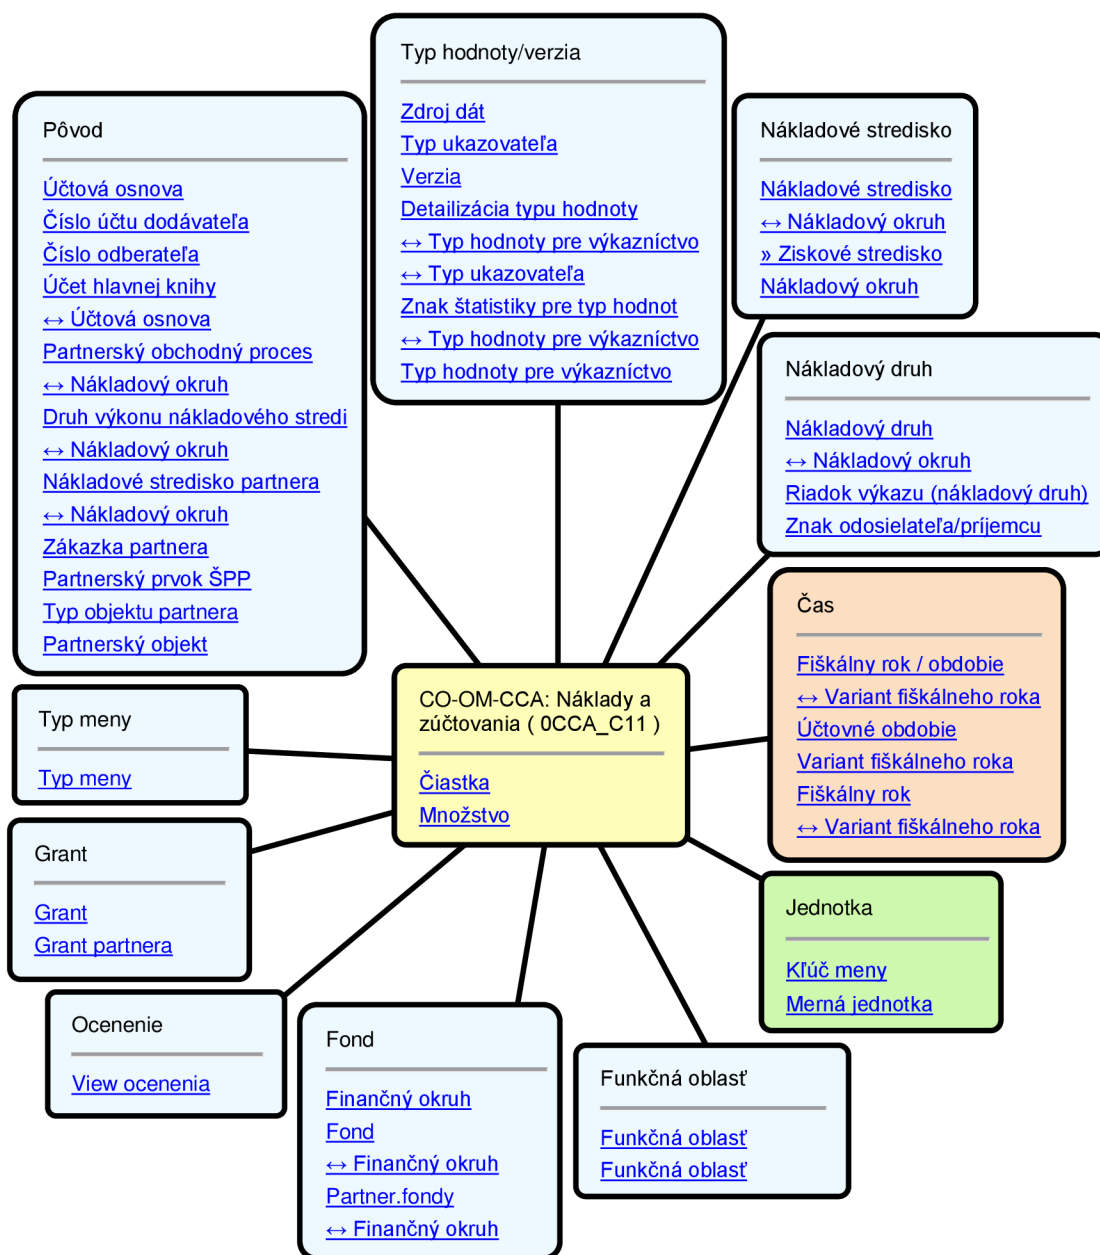 Typ hodnoty/verzia
Zdroj dát
Typ ukazovateľa
Verzia
Detailizácia typu hodnoty
↔ Typ hodnoty pre výkazníctvo
↔ Typ ukazovateľa
Znak štatistiky pre typ hodnot
↔ Typ hodnoty pre výkazníctvo
Typ hodnoty pre výkazníctvo
Pôvod
Účtová osnova
Číslo účtu dodávateľa
Číslo odberateľa
Účet hlavnej knihy
↔ Účtová osnova
Partnerský obchodný proces
↔ Nákladový okruh
Druh výkonu nákladového stredi
↔ Nákladový okruh
Nákladové stredisko partnera
↔ Nákladový okruh
Zákazka partnera
Partnerský prvok ŠPP
Typ objektu partnera
Partnerský objekt
Nákladové stredisko
Nákladové stredisko
↔ Nákladový okruh
» Ziskové stredisko
Nákladový okruh
Nákladový druh
Nákladový druh
↔ Nákladový okruh
Riadok výkazu (nákladový druh)
Znak odosielateľa/príjemcu
Čas
Fiškálny rok / obdobie
↔ Variant fiškálneho roka
Účtovné obdobie
Variant fiškálneho roka
Fiškálny rok
↔ Variant fiškálneho roka
CO-OM-CCA: Náklady a
zúčtovania ( 0CCA_C11 )
Čiastka
Množstvo
Typ meny
Typ meny
Grant
Grant
Grant partnera
Jednotka
Kľúč meny
Merná jednotka
Ocenenie
View ocenenia
Fond
Finančný okruh
Fond
↔ Finančný okruh
Partner.fondy
↔ Finančný okruh
Funkčná oblasť
Funkčná oblasť
Funkčná oblasť